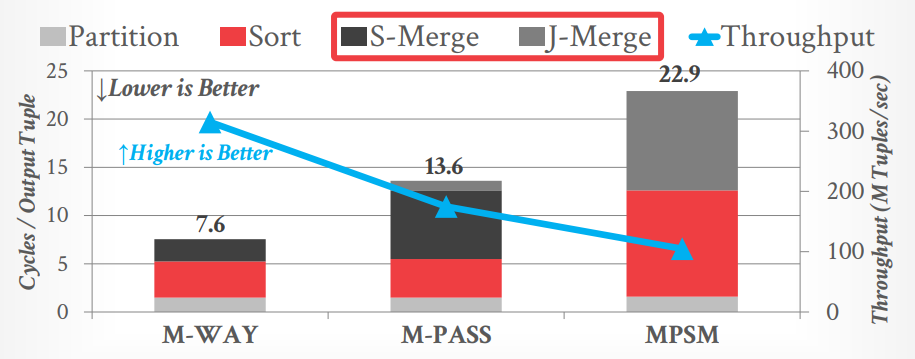 Partition Sort S-Merge J-Merge Throughput
25 400
↓Lower is Better
22.9
20
300
↑Higher is Better
15
13.6
200
10
7.6
100
5
0 0
Cycles / Output Tuple
Throughput (M Tuples/sec)
M-WAY M-PASS MPSM